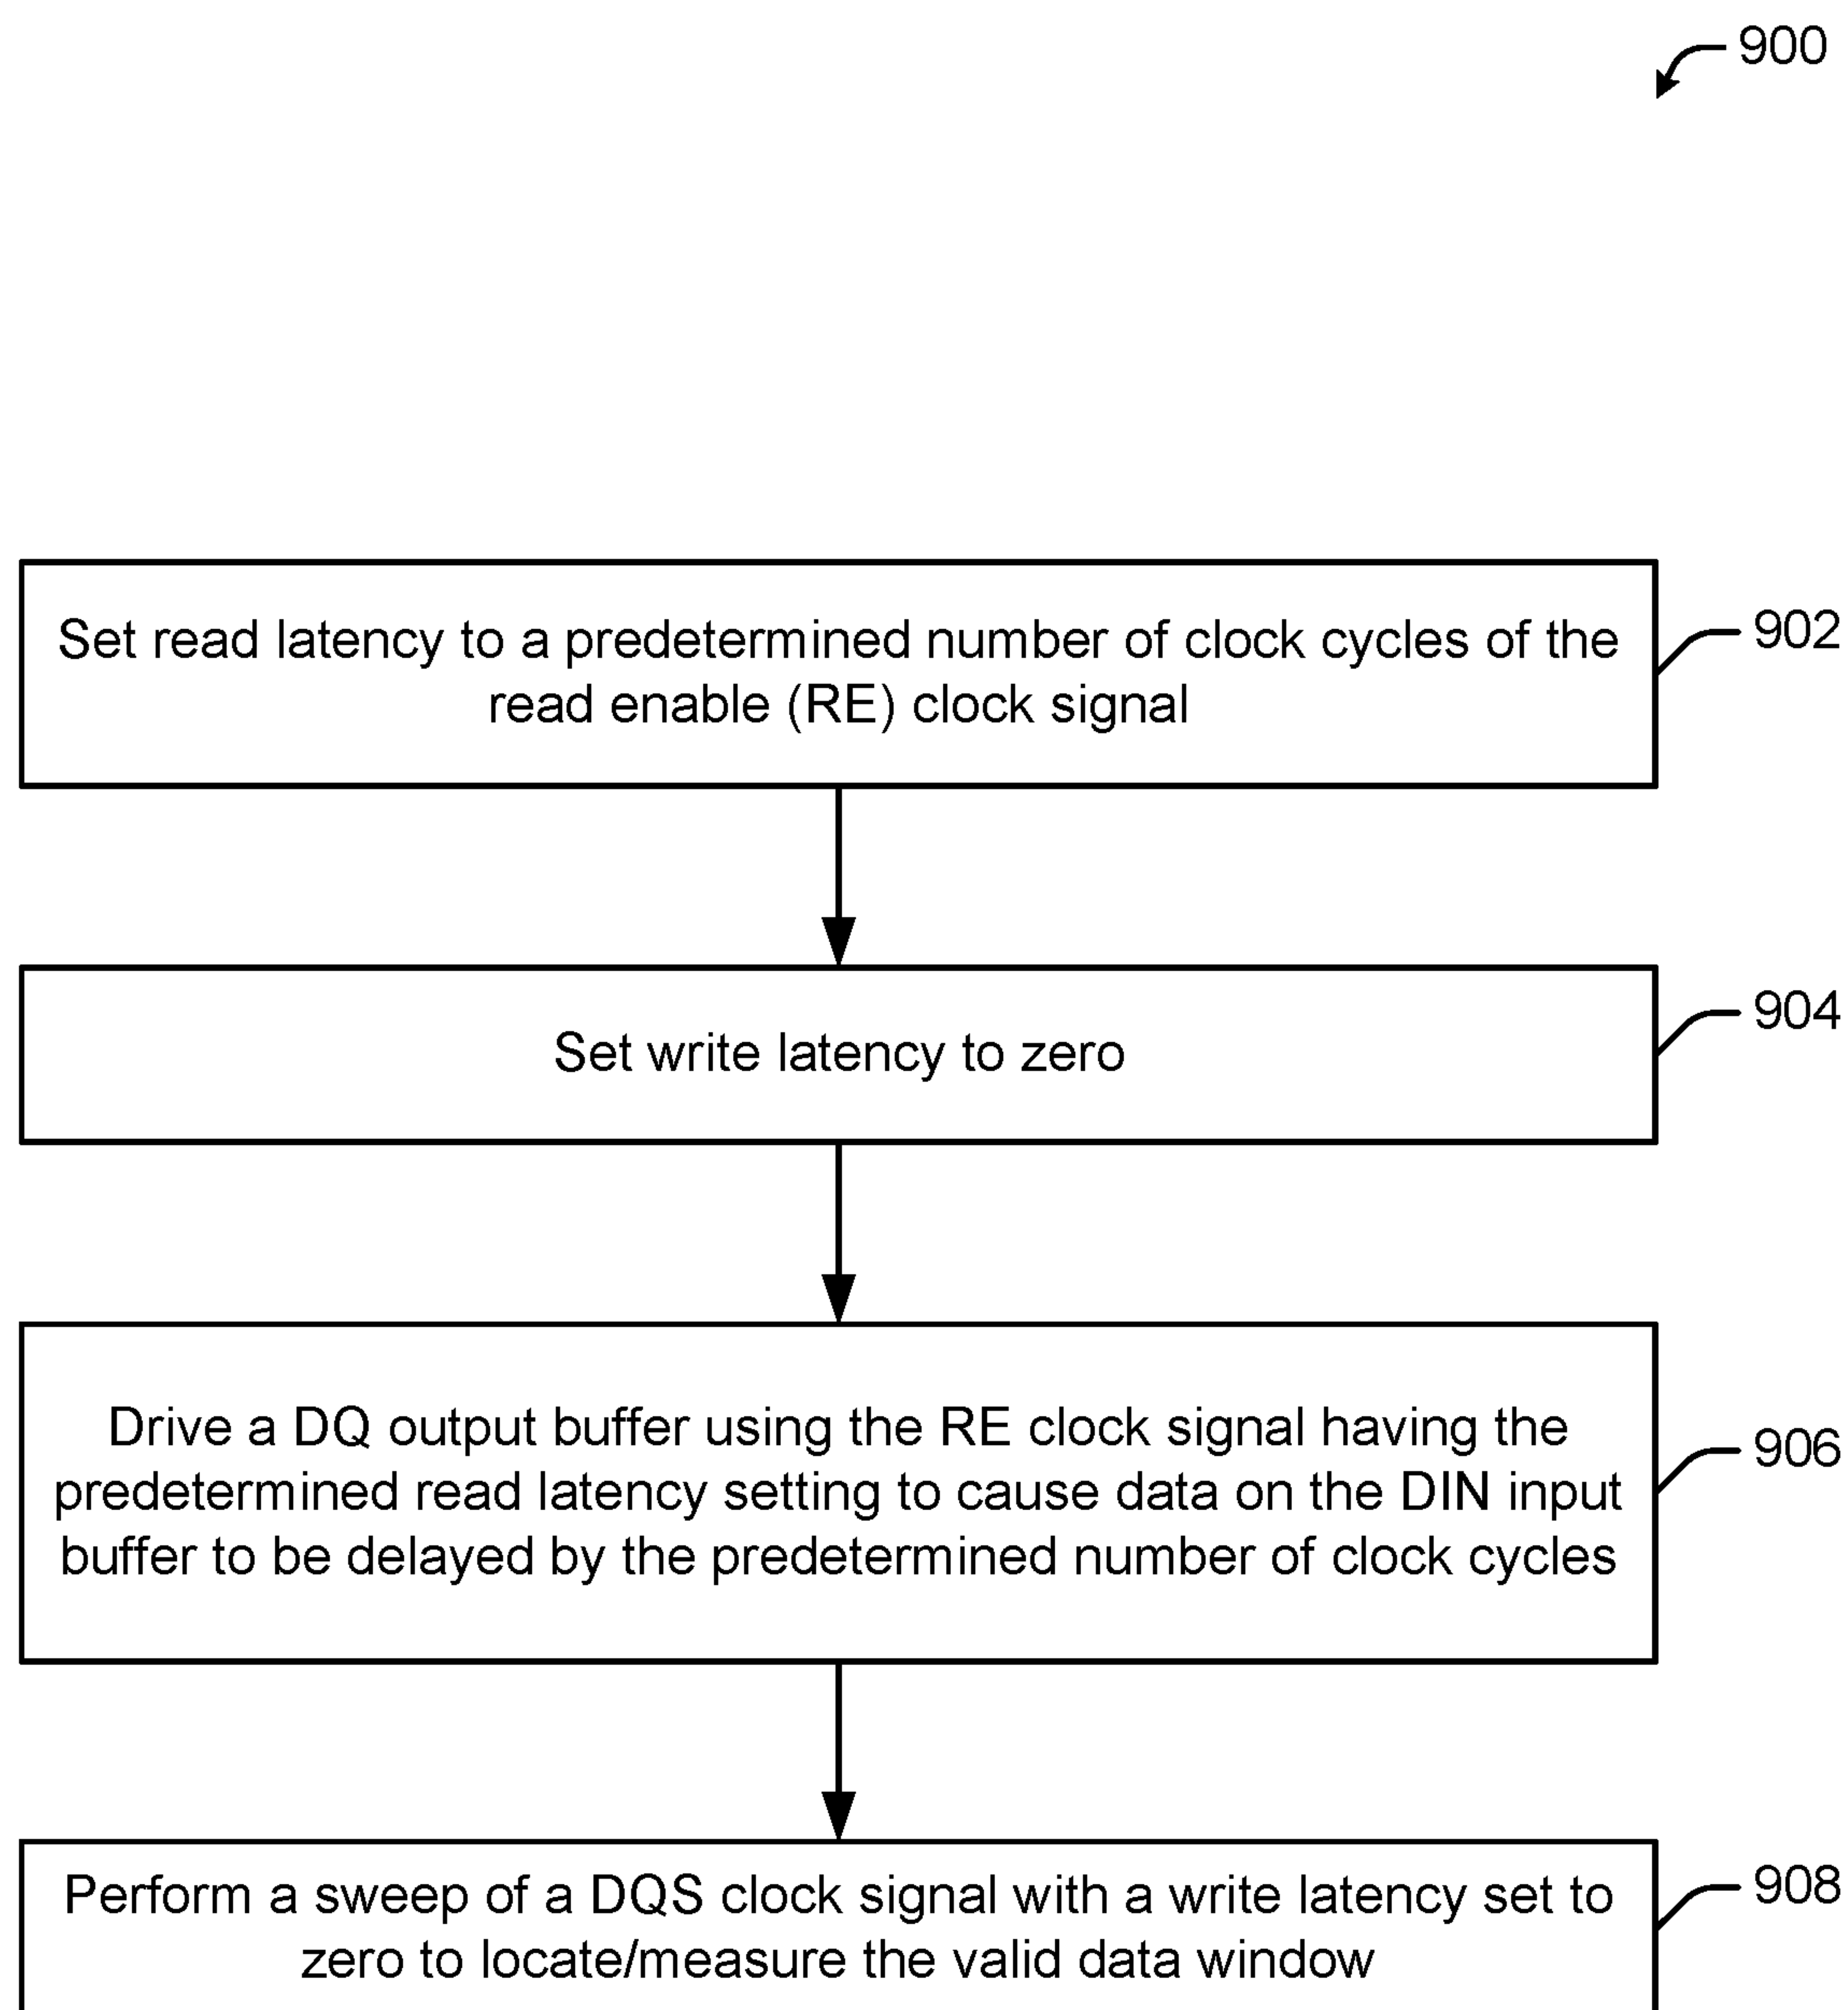 900
Set read latency to a predetermined number of clock cycles of the
read enable (RE) clock signal
902
Set write latency to zero
904
Drive a DQ output buffer using the RE clock signal having the
predetermined read latency setting to cause data on the DIN input
buffer to be delayed by the predetermined number of clock cycles
906
Perform a sweep of a DQS clock signal with a write latency set to
zero to locate/measure the valid data window
908